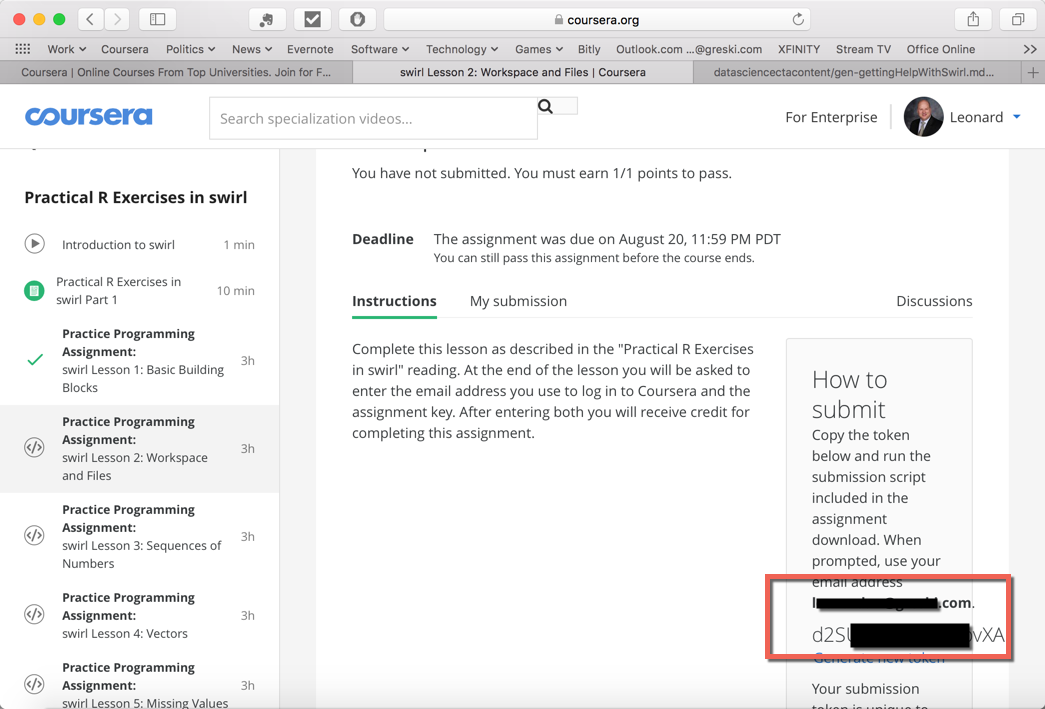 coursera.org
Work Coursera Politics News Evernote Software Technology Games Bitly Outlook.com ...@greski.com XFINITY Stream TV Office Online
Coursera | Online Courses From Top Universities. Join for F...
swirl Lesson 2: Workspace and Files | Coursera
datasciencectacontent/gen-gettingHelpWithSwirl.md...
coursera
Search specialization videos...
For Enterprise
Leonard
Practical R Exercises in swirl
Introduction to swirl 1 min
Practical R Exercises in
swirl Part 1
10 min
Practice Programming
Assignment:
swirl Lesson 1: Basic Building
Blocks
3h
Practice Programming
Assignment:
swirl Lesson 2: Workspace
and Files
3h
Practice Programming
Assignment:
swirl Lesson 3: Sequences of
Numbers
3h
Practice Programming
Assignment:
swirl Lesson 4: Vectors
3h
Practice Programming
Assignment:
swirl Lesson 5: Missing Values
3h
You have not submitted. You must earn 1/1 points to pass.
Deadline The assignment was due on August 20, 11:59 PM PDT
You can still pass this assignment before the course ends.
Instructions My submission Discussions
Complete this lesson as described in the "Practical R Exercises
in swirl" reading. At the end of the lesson you will be asked to
enter the email address you use to log in to Coursera and the
assignment key. After entering both you will receive credit for
completing this assignment.
How to
submit
Copy the token
below and run the
submission script
included in the
assignment
download. When
prompted, use your
email address
.com.
d2SU vXA
Generate new token
Your submission
token is unique to